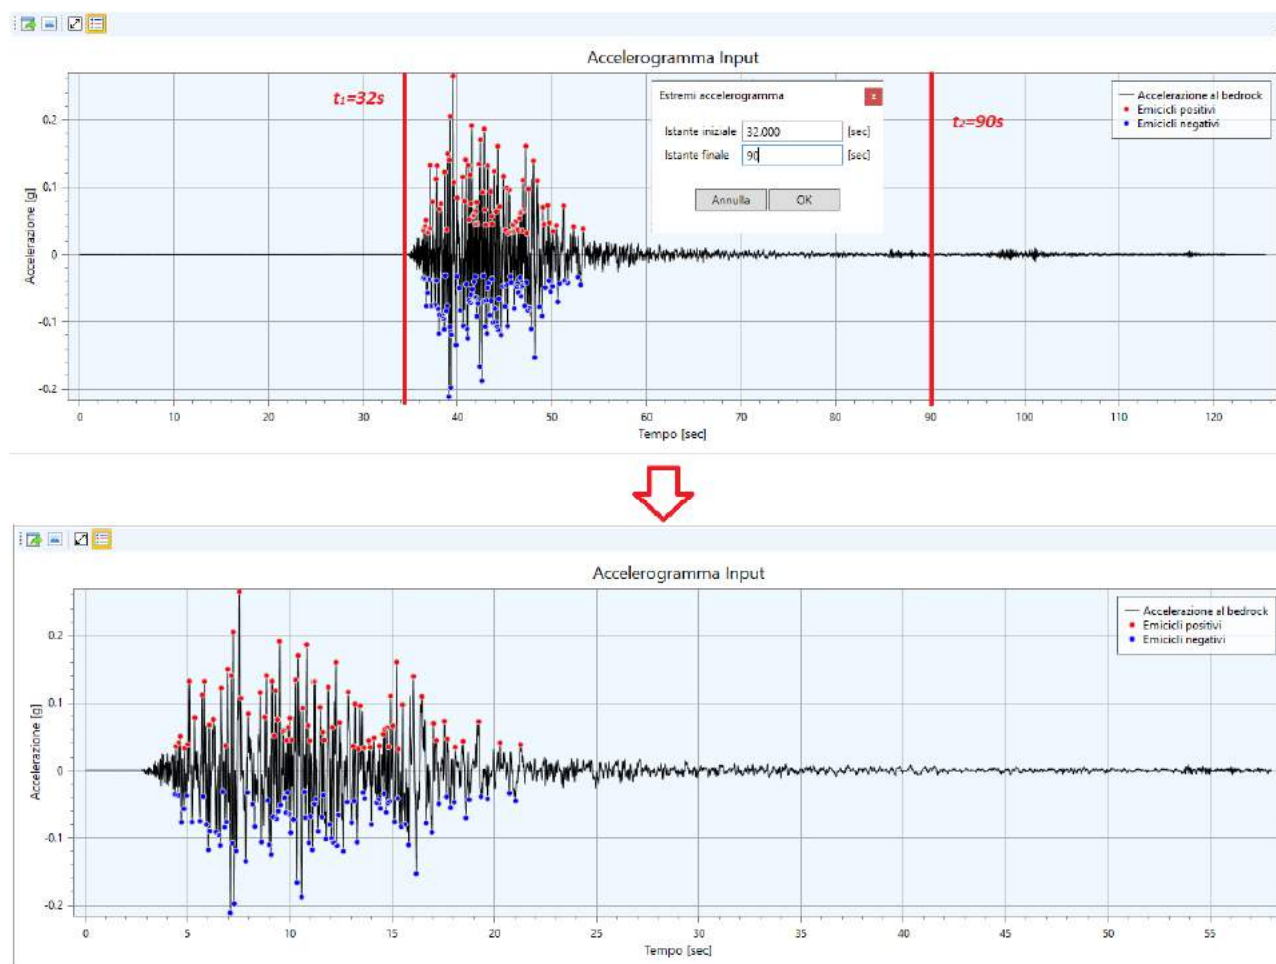 Accelerogramma Input
t₁=32s
Estremi accelerogramma
x
Istante iniziale 32.000 [sec]
Istante finale 90 [sec]
Annulla OK
t₂=90s
Accelerazione al bedrock
Emicicli positivi
Emicicli negativi
Accelerazione [g]
0.2
0.1
0
-0.1
-0.2
0 10 20 30 40 50 60 70 80 90 100 110 120
Tempo [sec]
Accelerogramma Input
Accelerazione al bedrock
Emicicli positivi
Emicicli negativi
Accelerazione [g]
0.2
0.1
0
-0.1
-0.2
0 5 10 15 20 25 30 35 40 45 50 55
Tempo [sec]